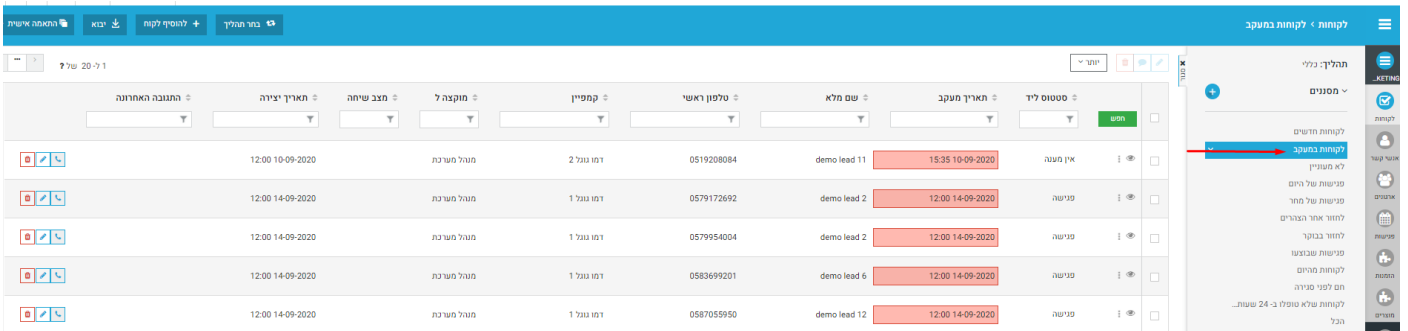 לקוחות > לקוחות במעקב
בחר תהליך
+ להוסיף לקוח
יבוא
התאמה אישית
תהליך: כללי
מסננים
לקוחות חדשים
לקוחות במעקב
לא מעוניין
פגישות של היום
פגישות של מחר
לחזור אחר הצהרים
לחזור בבוקר
פגישות שבוצעו
לקוחות מהיום
חם לפני סגירה
לקוחות שלא טופלו ב- 24 שעות...
הכל
KETING...
לקוחות
אנשי קשר
ארגונים
פגישות
הזמנות
מוצרים
סגור
יותר
1 ל- 20 של ?
סטטוס ליד תאריך מעקב שם מלא טלפון ראשי קמפיין מוקצה ל מצב שיחה תאריך יצירה התגובה האחרונה
חפש
אין מענה 15:35 10-09-2020 demo lead 11 0519208084 דמו גוגל 2 מנהל מערכת 12:00 10-09-2020
פגישה 12:00 14-09-2020 demo lead 2 0579172692 דמו גוגל 1 מנהל מערכת 12:00 14-09-2020
פגישה 12:00 14-09-2020 demo lead 2 0579954004 דמו גוגל 1 מנהל מערכת 12:00 14-09-2020
פגישה 12:00 14-09-2020 demo lead 6 0583699201 דמו גוגל 1 מנהל מערכת 12:00 14-09-2020
פגישה 12:00 14-09-2020 demo lead 12 0587055950 דמו גוגל 1 מנהל מערכת 12:00 14-09-2020